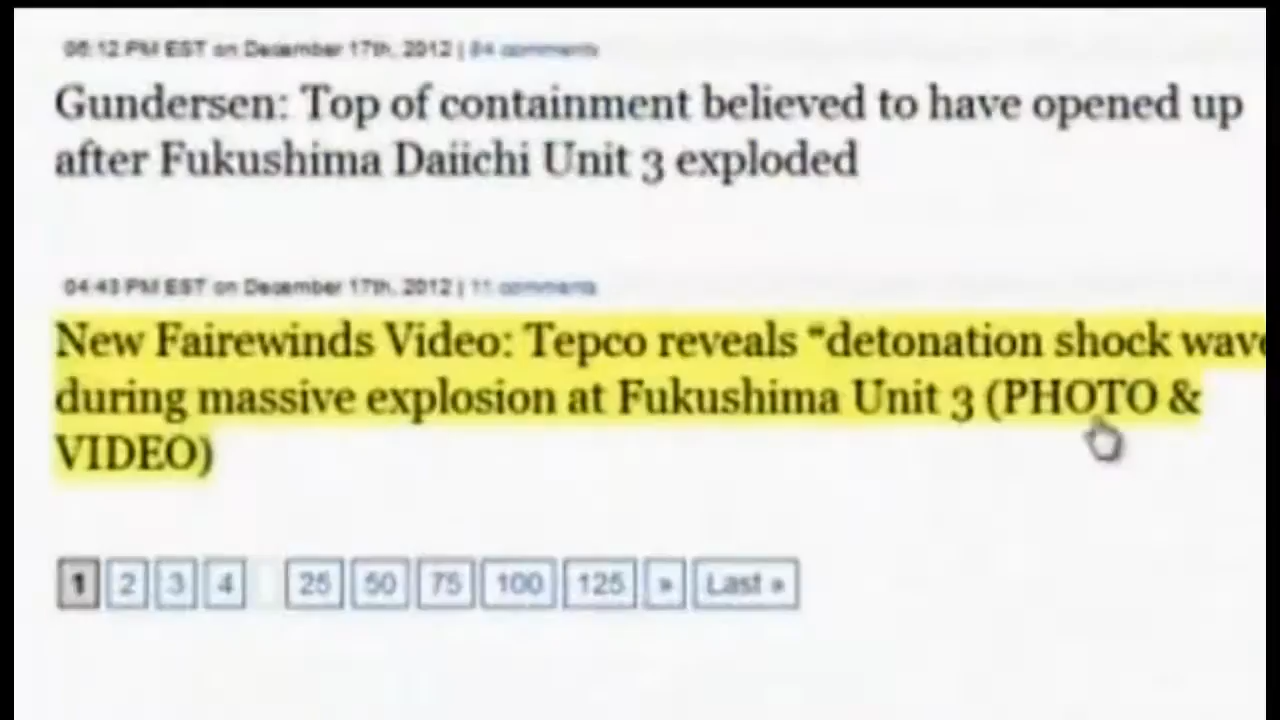 06:12 PM EST on December 17th, 2012 | 84 comments
Gundersen: Top of containment believed to have opened up
after Fukushima Daiichi Unit 3 exploded
04:43 PM EST on December 17th, 2012 | 11 comments
New Fairewinds Video: Tepco reveals “detonation shock wave
during massive explosion at Fukushima Unit 3 (PHOTO &
VIDEO)
1 2 3 4 25 50 75 100 125 » Last »